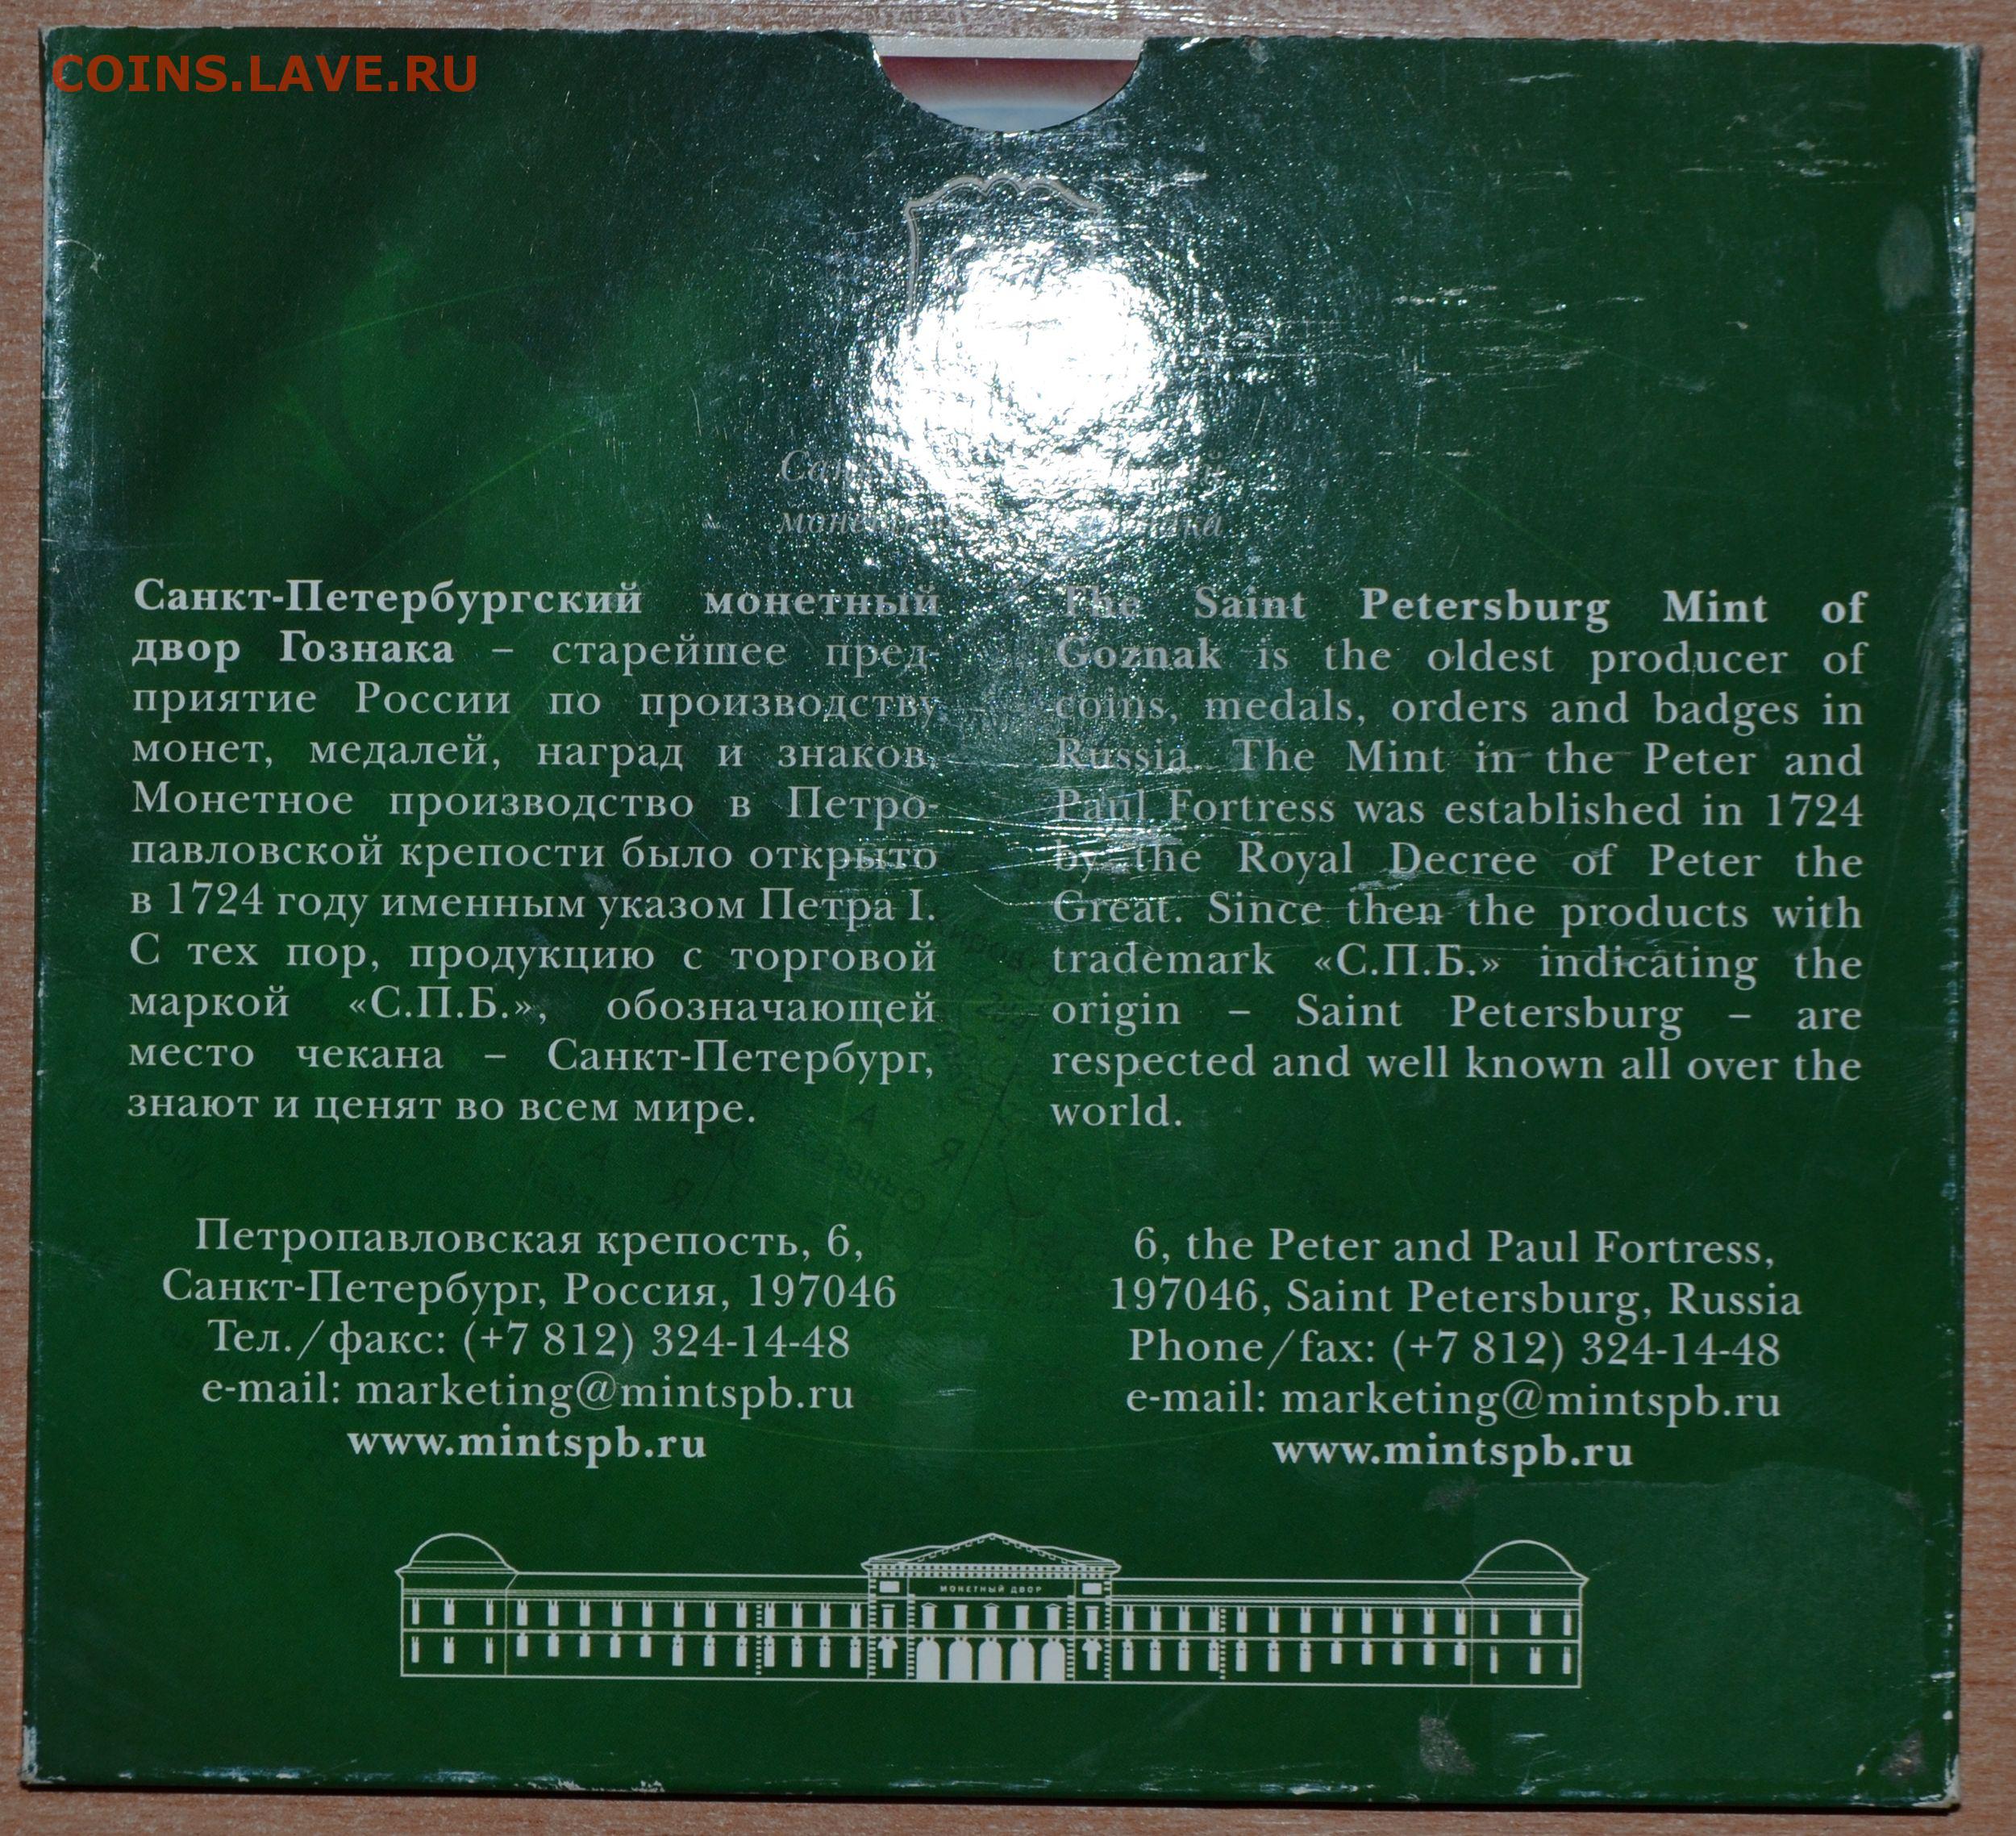 COINS.LAVE.RU
Санкт-Петербургский монетный
двор Гознака – старейшее пред-
приятие России по производству
монет, медалей, наград и знаков.
Монетное производство в Петро-
павловской крепости было открыто
в 1724 году именным указом Петра I.
С тех пор, продукцию с торговой
маркой «С.П.Б.», обозначающей
место чекана – Санкт-Петербург,
знают и ценят во всем мире.
The Saint Petersburg Mint of
Goznak is the oldest producer of
coins, medals, orders and badges in
Russia. The Mint in the Peter and
Paul Fortress was established in 1724
by the Royal Decree of Peter the
Great. Since then the products with
trademark «С.П.Б.» indicating the
origin – Saint Petersburg – are
respected and well known all over the
world.
Петропавловская крепость, 6,
Санкт-Петербург, Россия, 197046
Тел./факс: (+7 812) 324-14-48
e-mail: marketing@mintspb.ru
www.mintspb.ru
6, the Peter and Paul Fortress,
197046, Saint Petersburg, Russia
Phone/fax: (+7 812) 324-14-48
e-mail: marketing@mintspb.ru
www.mintspb.ru
МОНЕТНЫЙ ДВОР